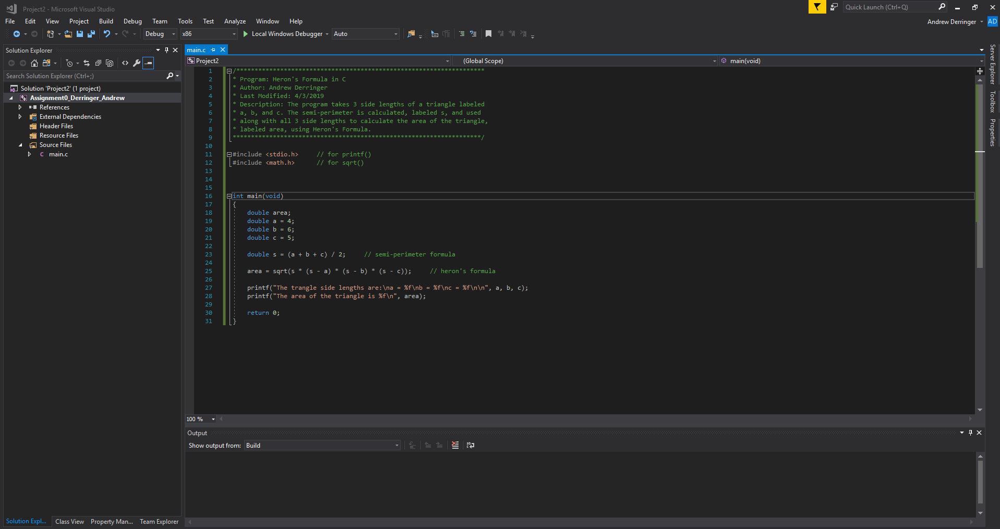 Project2 - Microsoft Visual Studio
Quick Launch (Ctrl+Q)
File Edit View Project Build Debug Team Tools Test Analyze Window Help
Andrew Derringer AD
Debug x86 Local Windows Debugger Auto
Solution Explorer
Search Solution Explorer (Ctrl+;)
Solution 'Project2' (1 project)
Assignment0_Derringer_Andrew
References
External Dependencies
Header Files
Resource Files
Source Files
C main.c
Solution Expl... Class View Property Man... Team Explorer
main.c
Project2 (Global Scope) main(void)
1 /********************************************************************
2 * Program: Heron's Formula in C
3 * Author: Andrew Derringer
4 * Last Modified: 4/3/2019
5 * Description: The program takes 3 side lengths of a triangle labeled
6 * a, b, and c. The semi-perimeter is calculated, labeled s, and used
7 * along with all 3 side lengths to calculate the area of the triangle,
8 * labeled area, using Heron's Formula.
9 ********************************************************************/
10
11 #include <stdio.h> // for printf()
12 #include <math.h> // for sqrt()
13
14
15
16 int main(void)
17 {
18 double area;
19 double a = 4;
20 double b = 6;
21 double c = 5;
22
23 double s = (a + b + c) / 2; // semi-perimeter formula
24
25 area = sqrt(s * (s - a) * (s - b) * (s - c)); // heron's formula
26
27 printf("The trangle side lengths are:\na = %f\nb = %f\nc = %f\n\n", a, b, c);
28 printf("The area of the triangle is %f\n", area);
29
30 return 0;
31 }
100 %
Output
Show output from: Build
Server Explorer
Toolbox
Properties